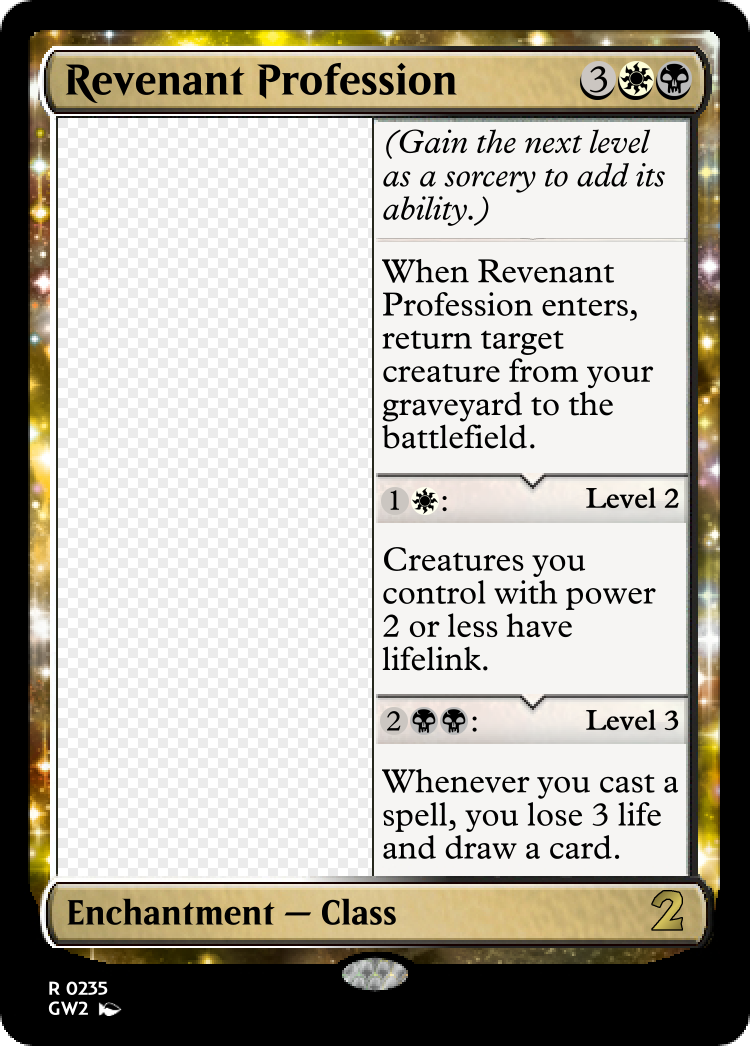 Revenant Profession 3
(Gain the next level
as a sorcery to add its
ability.)
When Revenant
Profession enters,
return target
creature from your
graveyard to the
battlefield.
1 : Level 2
Creatures you
control with power
2 or less have
lifelink.
2 : Level 3
Whenever you cast a
spell, you lose 3 life
and draw a card.
Enchantment — Class 2
R 0235
GW2